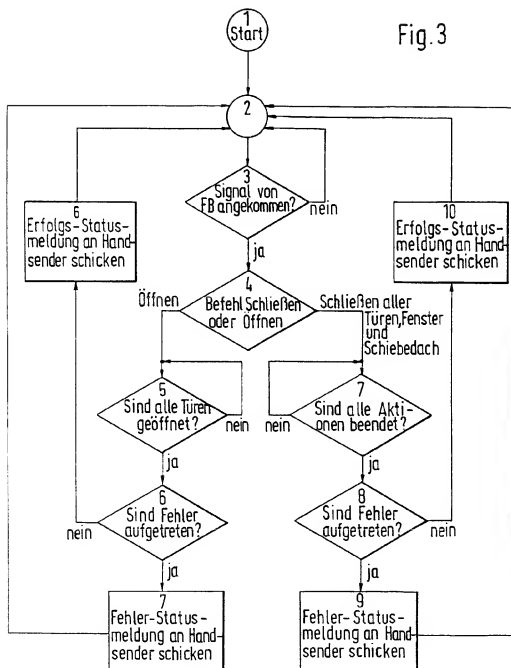 Fig.3
1
Start
2
3
Signal von
FB angekommen?
nein
ja
6
Erfolgs-Status-
meldung an Hand-
sender schicken
10
Erfolgs-Status-
meldung an Hand-
sender schicken
4
Befehl Schließen
oder Öffnen
Öffnen
Schließen aller
Türen, Fenster
und
Schiebedach
5
Sind alle Türen
geöffnet?
nein
ja
7
Sind alle Akti-
onen beendet?
nein
ja
6
Sind Fehler
aufgetreten?
nein
ja
8
Sind Fehler
aufgetreten?
nein
ja
7
Fehler-Status-
meldung an Hand-
sender schicken
9
Fehler-Status-
meldung an Hand-
sender schicken